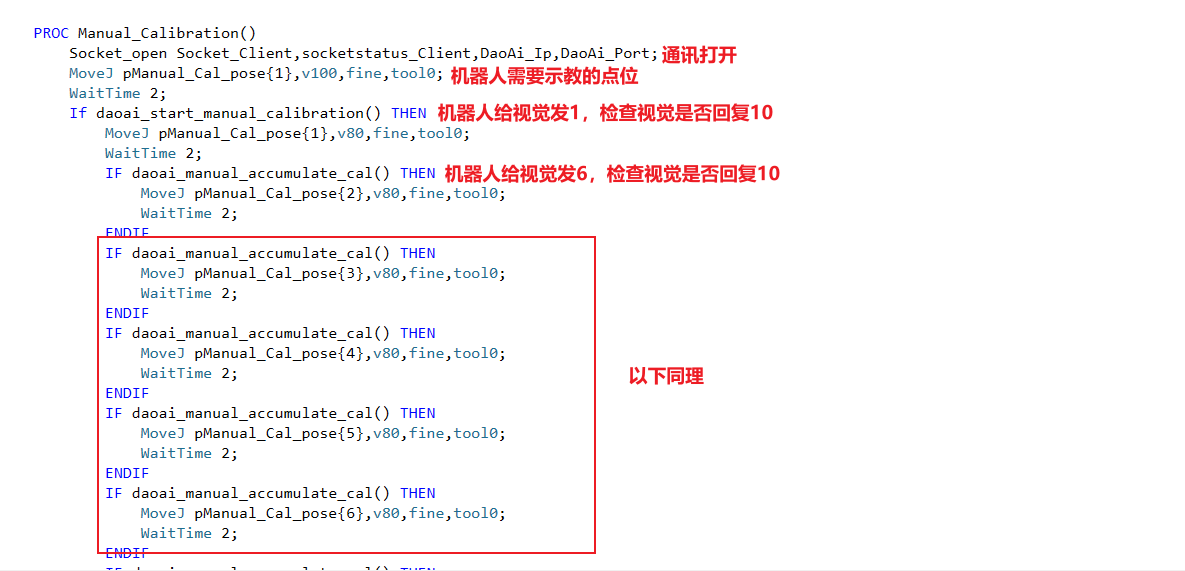 PROC Manual_Calibration()
Socket_open Socket_Client,socketstatus_Client,DaoAi_Ip,DaoAi_Port; 通讯打开
MoveJ pManual_Cal_pose{1},v100,fine,tool0; 机器人需要示教的点位
WaitTime 2;
If daoai_start_manual_calibration() THEN 机器人给视觉发1，检查视觉是否回复10
MoveJ pManual_Cal_pose{1},v80,fine,tool0;
WaitTime 2;
IF daoai_manual_accumulate_cal() THEN 机器人给视觉发6，检查视觉是否回复10
MoveJ pManual_Cal_pose{2},v80,fine,tool0;
WaitTime 2;
ENDIF
IF daoai_manual_accumulate_cal() THEN
MoveJ pManual_Cal_pose{3},v80,fine,tool0;
WaitTime 2;
ENDIF
IF daoai_manual_accumulate_cal() THEN
MoveJ pManual_Cal_pose{4},v80,fine,tool0;
WaitTime 2;
以下同理
ENDIF
IF daoai_manual_accumulate_cal() THEN
MoveJ pManual_Cal_pose{5},v80,fine,tool0;
WaitTime 2;
ENDIF
IF daoai_manual_accumulate_cal() THEN
MoveJ pManual_Cal_pose{6},v80,fine,tool0;
WaitTime 2;
ENDIF